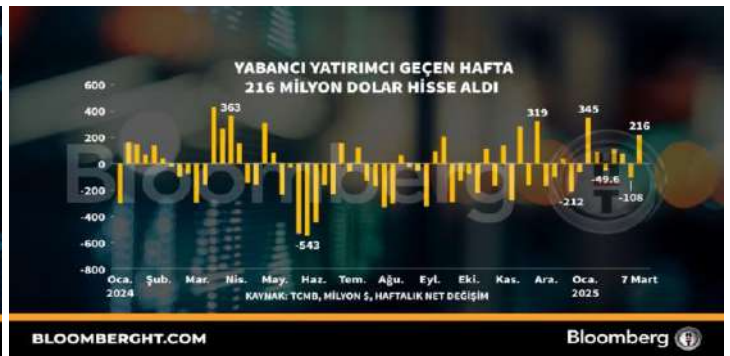 YABANCI YATIRIMCI GEÇEN HAFTA
216 MİLYON DOLAR HİSSE ALDI
600
400
200
0
-200
-400
-600
-800
363
-543
319
-212
345
-49.6
-108
216
Oca. Şub. Mar. Nis. May. Haz. Tem. Ağu. Eyl. Eki. Kas. Ara. Oca. 7 Mart
2024 2025
KAYNAK: TCMB, MİLYON $, HAFTALIK NET DEĞİŞİM
Bloomberg
BLOOMBERGHT.COM
Bloomberg HT